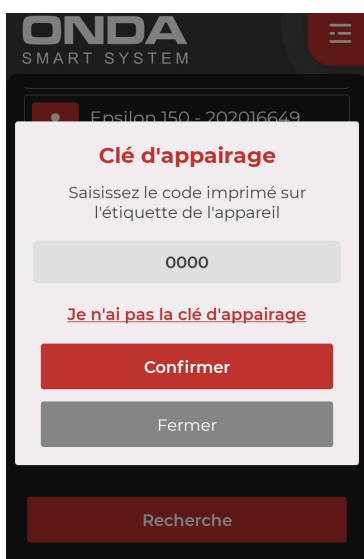 ONDA
SMART SYSTEM
Epsilon 150 - 202016649
Clé d'appairage
Saisissez le code imprimé sur
l'étiquette de l'appareil
0000
Je n'ai pas la clé d'appairage
Confirmer
Fermer
Recherche